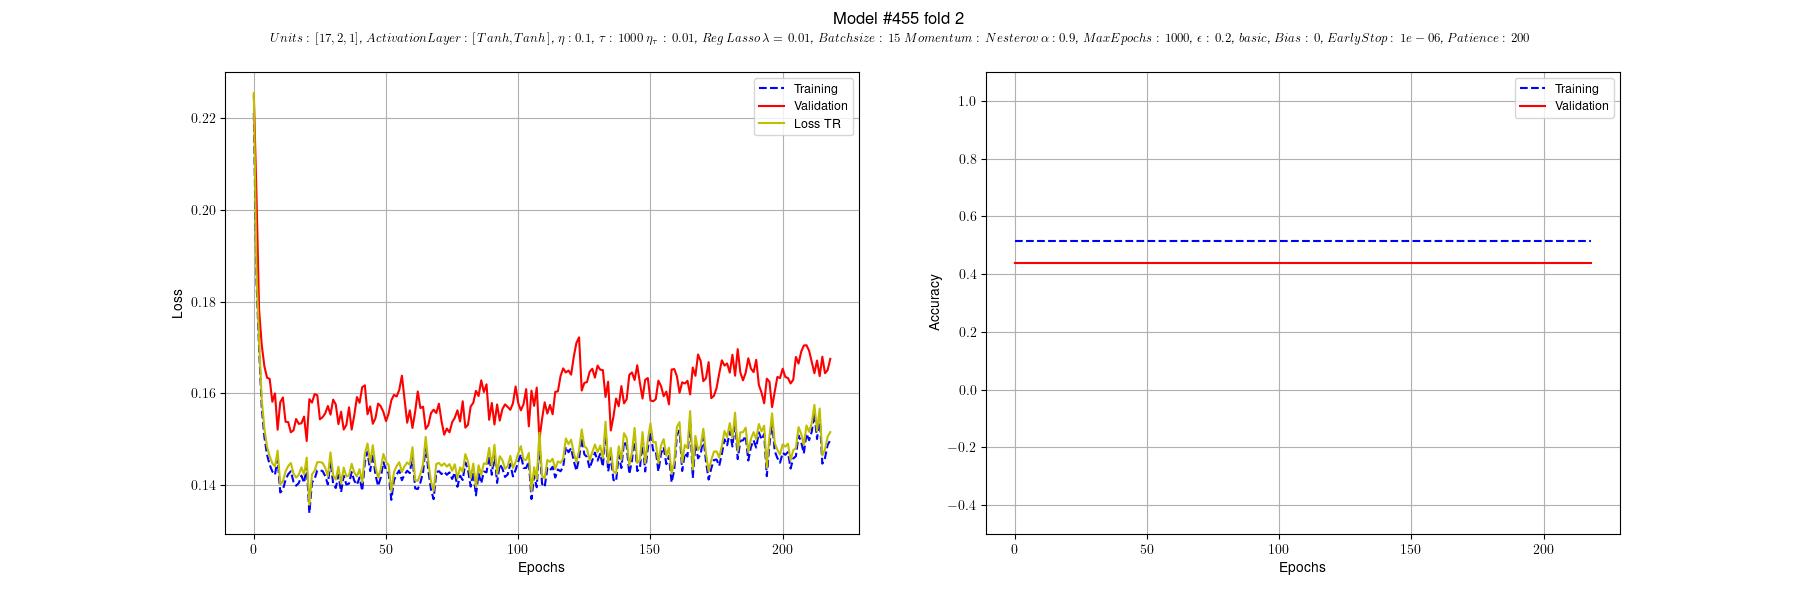 Model #455 fold 2
Units : [17, 2, 1], ActivationLayer : [Tanh, Tanh], η : 0.1, τ : 1000 ητ : 0.01, Reg Lasso λ = 0.01, Batchsize : 15 Momentum : Nesterov α : 0.9, MaxEpochs : 1000, ϵ : 0.2, basic, Bias : 0, EarlyStop : 1e − 06, Patience : 200
Training
Validation
Loss TR
0.22
0.20
0.18
0.16
0.14
Loss
0 50 100 150 200
Epochs
Training
Validation
1.0
0.8
0.6
0.4
0.2
0.0
−0.2
−0.4
Accuracy
0 50 100 150 200
Epochs